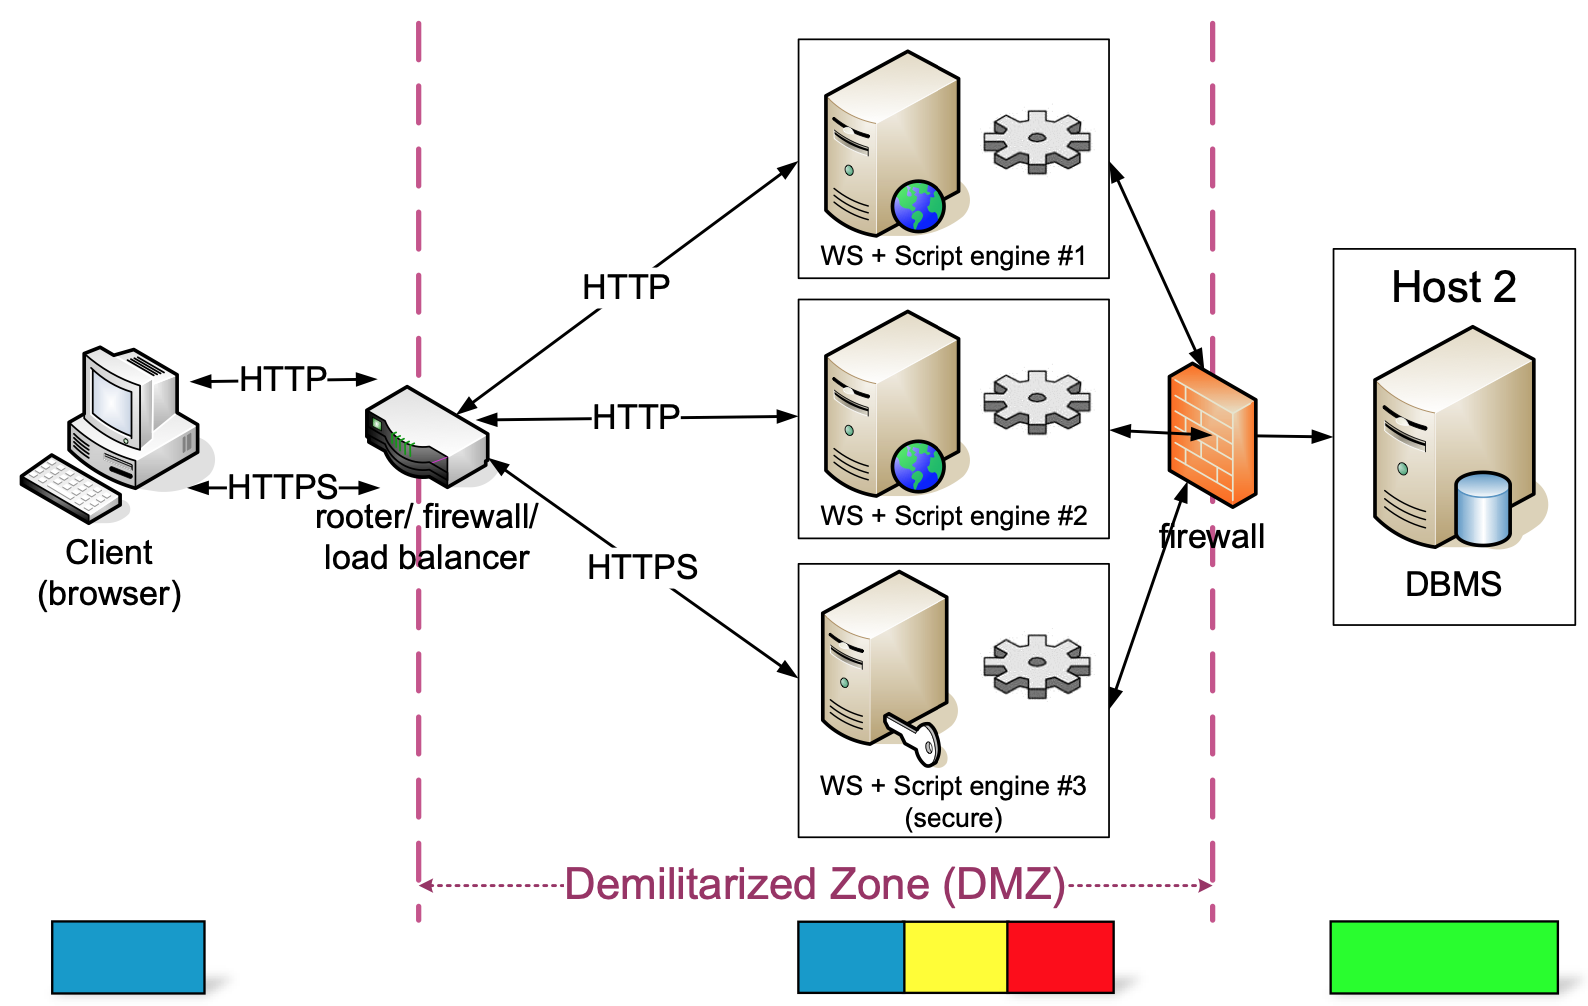 WS + Script engine #1
HTTP
Host 2
HTTP
HTTP
HTTPS
WS + Script engine #2
rooter/ firewall/
load balancer
firewall
Client
(browser)
HTTPS
DBMS
WS + Script engine #3
(secure)
Demilitarized Zone (DMZ)